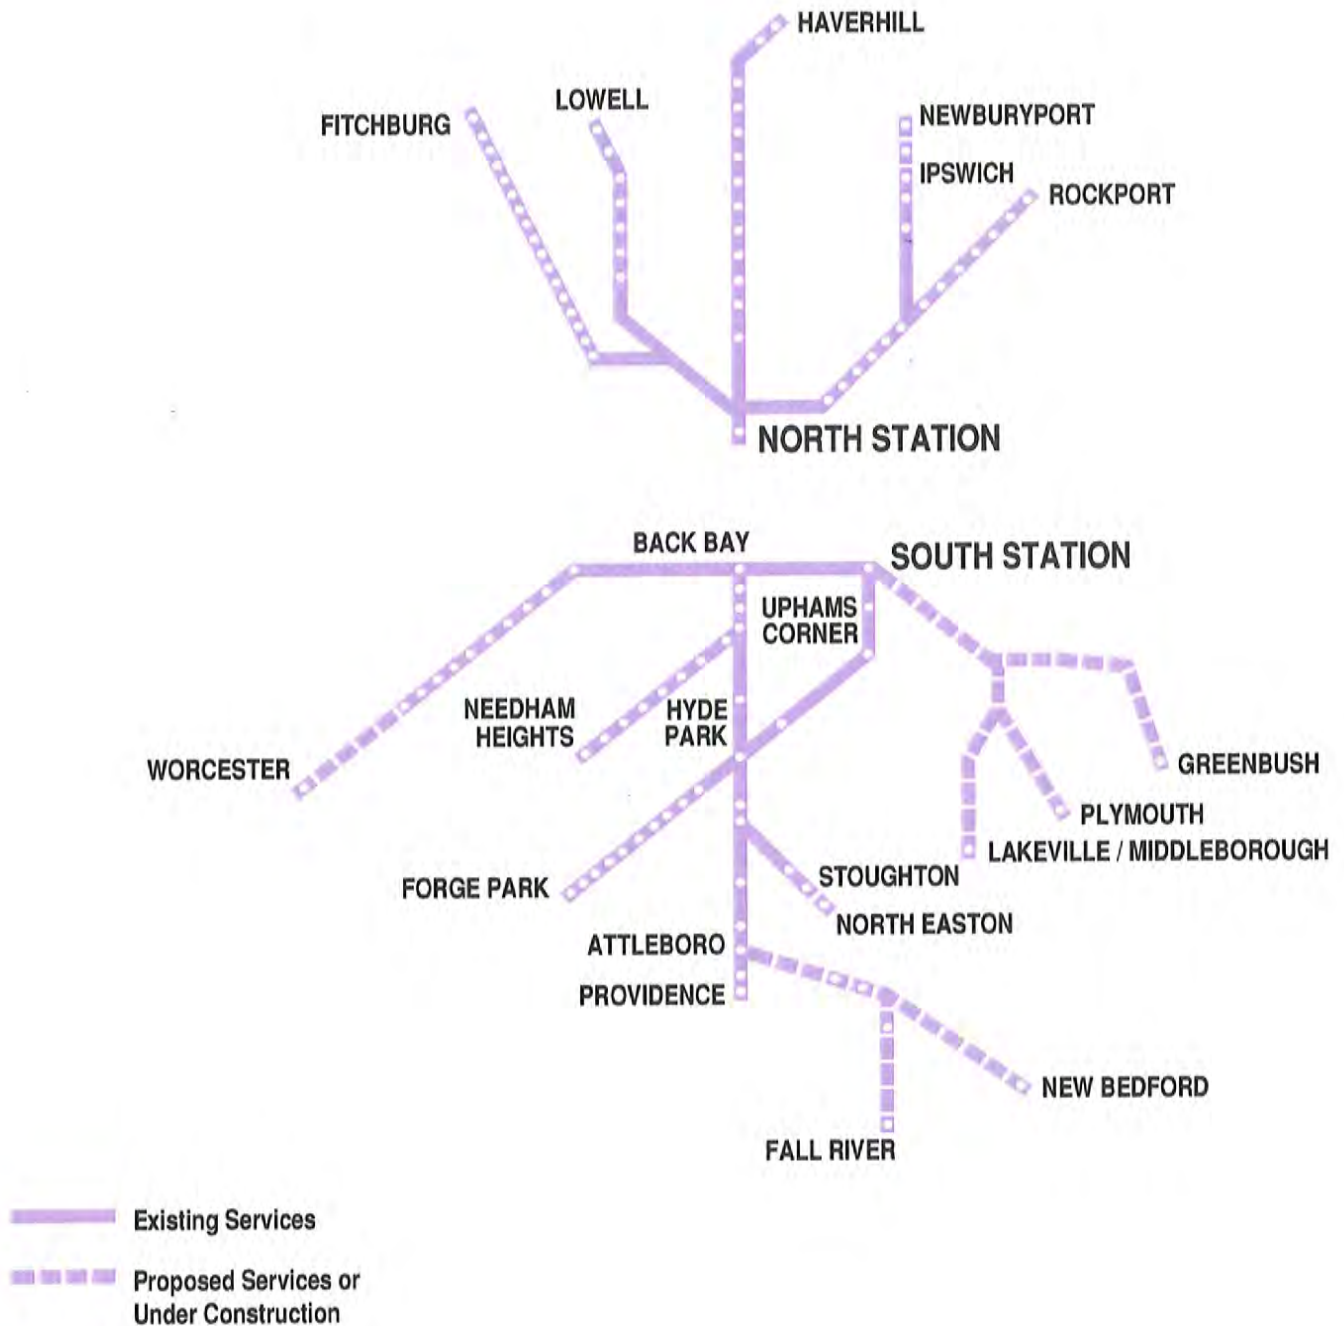 HAVERHILL
LOWELL
FITCHBURG
NEWBURYPORT
IPSWICH
ROCKPORT
NORTH STATION
BACK BAY
SOUTH STATION
UPHAMS
CORNER
NEEDHAM
HEIGHTS
HYDE
PARK
WORCESTER
GREENBUSH
PLYMOUTH
LAKEVILLE / MIDDLEBOROUGH
FORGE PARK
STOUGHTON
NORTH EASTON
ATTLEBORO
PROVIDENCE
NEW BEDFORD
FALL RIVER
Existing Services
Proposed Services or
Under Construction